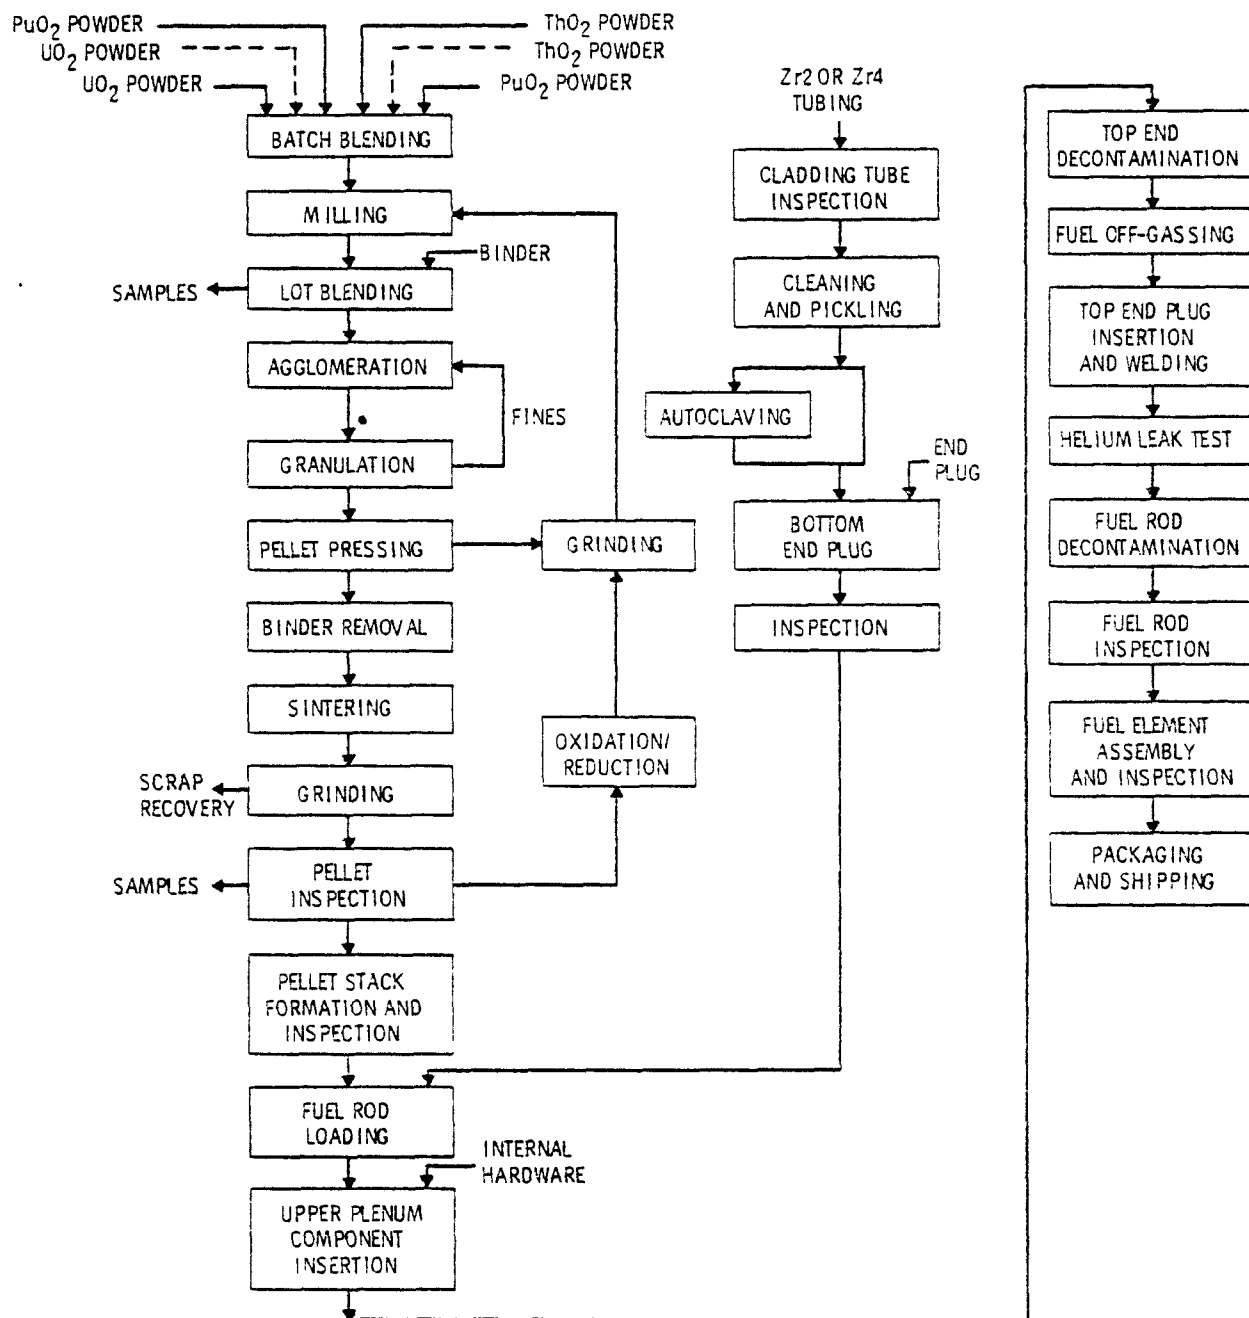 PuO2 POWDER
UO2 POWDER
UO2 POWDER
ThO2 POWDER
ThO2 POWDER
PuO2 POWDER
BATCH BLENDING
MILLING
BINDER
SAMPLES
LOT BLENDING
AGGLOMERATION
FINES
GRANULATION
PELLET PRESSING
GRINDING
BINDER REMOVAL
SINTERING
OXIDATION/
REDUCTION
SCRAP
RECOVERY
GRINDING
SAMPLES
PELLET
INSPECTION
PELLET STACK
FORMATION AND
INSPECTION
FUEL ROD
LOADING
INTERNAL
HARDWARE
UPPER PLENUM
COMPONENT
INSERTION
Zr2 OR Zr4
TUBING
CLADDING TUBE
INSPECTION
CLEANING
AND PICKLING
AUTOCLAVING
END
PLUG
BOTTOM
END PLUG
INSPECTION
TOP END
DECONTAMINATION
FUEL OFF-GASSING
TOP END PLUG
INSERTION
AND WELDING
HELIUM LEAK TEST
FUEL ROD
DECONTAMINATION
FUEL ROD
INSPECTION
FUEL ELEMENT
ASSEMBLY
AND INSPECTION
PACKAGING
AND SHIPPING